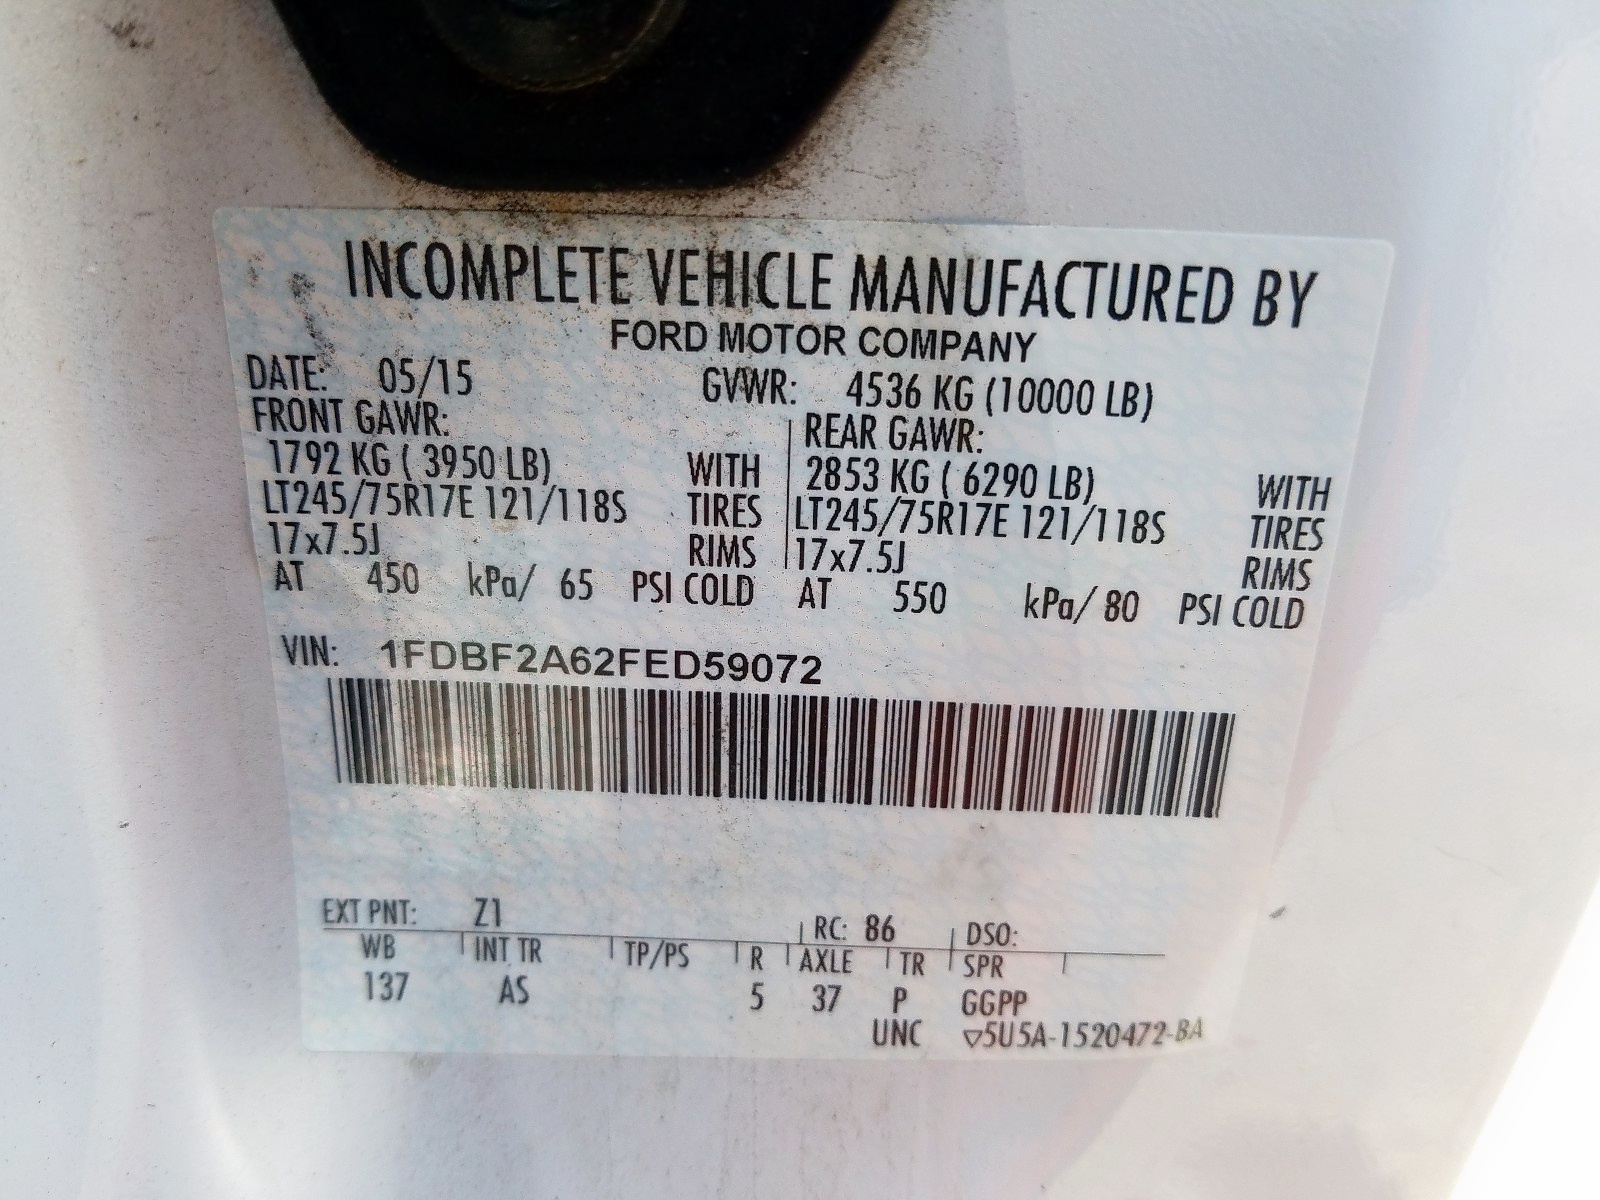 INCOMPLETE VEHICLE MANUFACTURED BY
FORD MOTOR COMPANY
DATE: 05/15 GVWR: 4536 KG (10000 LB)
FRONT GAWR: REAR GAWR:
1792 KG ( 3950 LB) WITH 2853 KG ( 6290 LB) WITH
LT245/75R17E 121/118S TIRES LT245/75R17E 121/118S TIRES
17x7.5J RIMS 17x7.5J RIMS
AT 450 kPa/ 65 PSI COLD AT 550 kPa/ 80 PSI COLD
VIN: 1FDBF2A62FED59072
EXT PNT: Z1 RC: 86 DSO:
WB INT TR TP/PS R AXLE TR SPR
137 AS 5 37 P GGPP
UNC ▽5U5A-1520472-BA